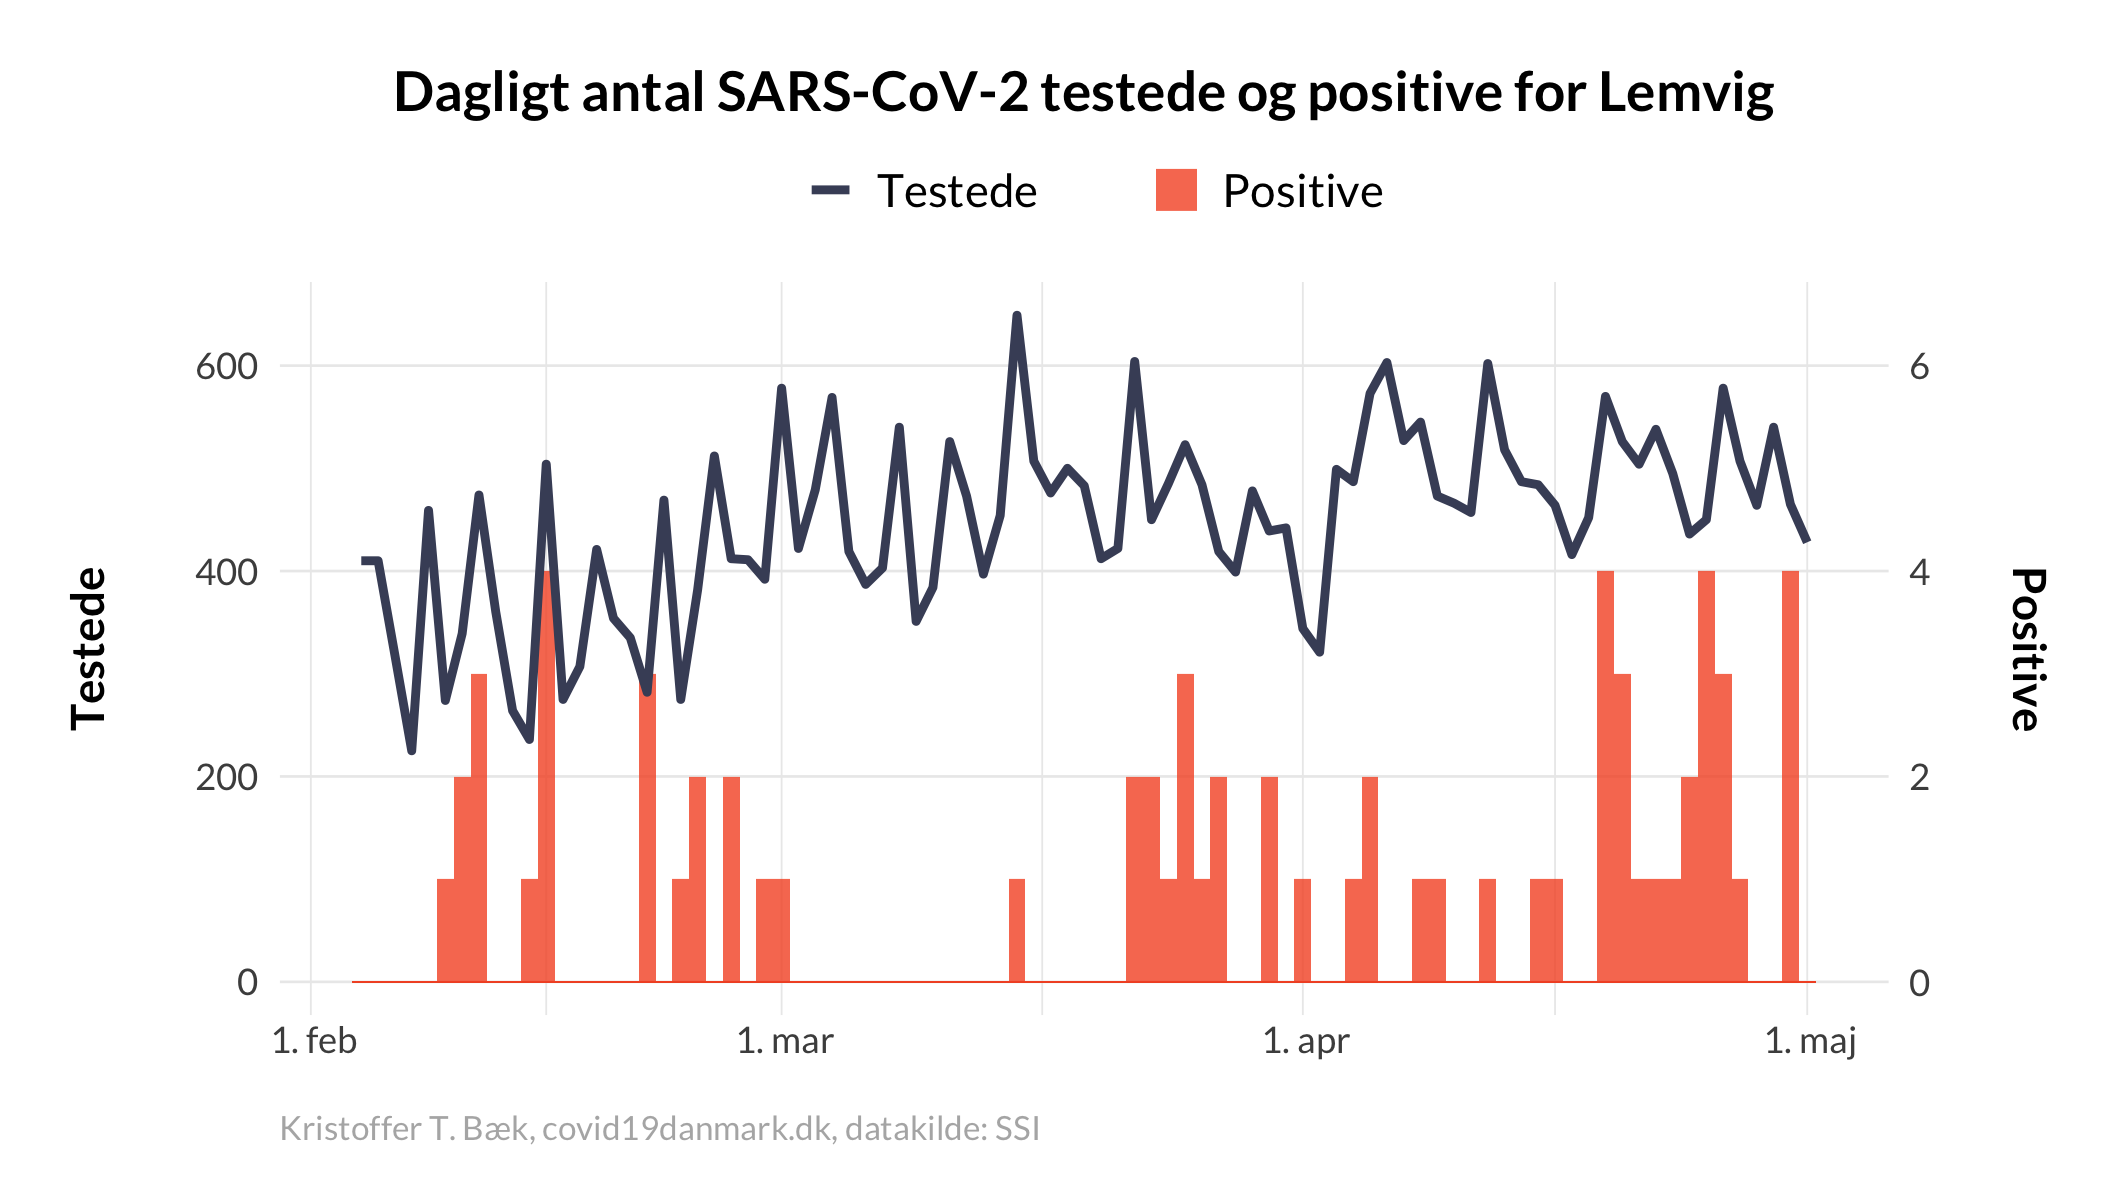 Dagligt antal SARS-CoV-2 testede og positive for Lemvig
Testede
Positive
600
400
200
0
6
4
2
0
Testede
Positive
1. feb
1. mar
1. apr
1. maj
Kristoffer T. Bæk, covid19danmark.dk, datakilde: SSI